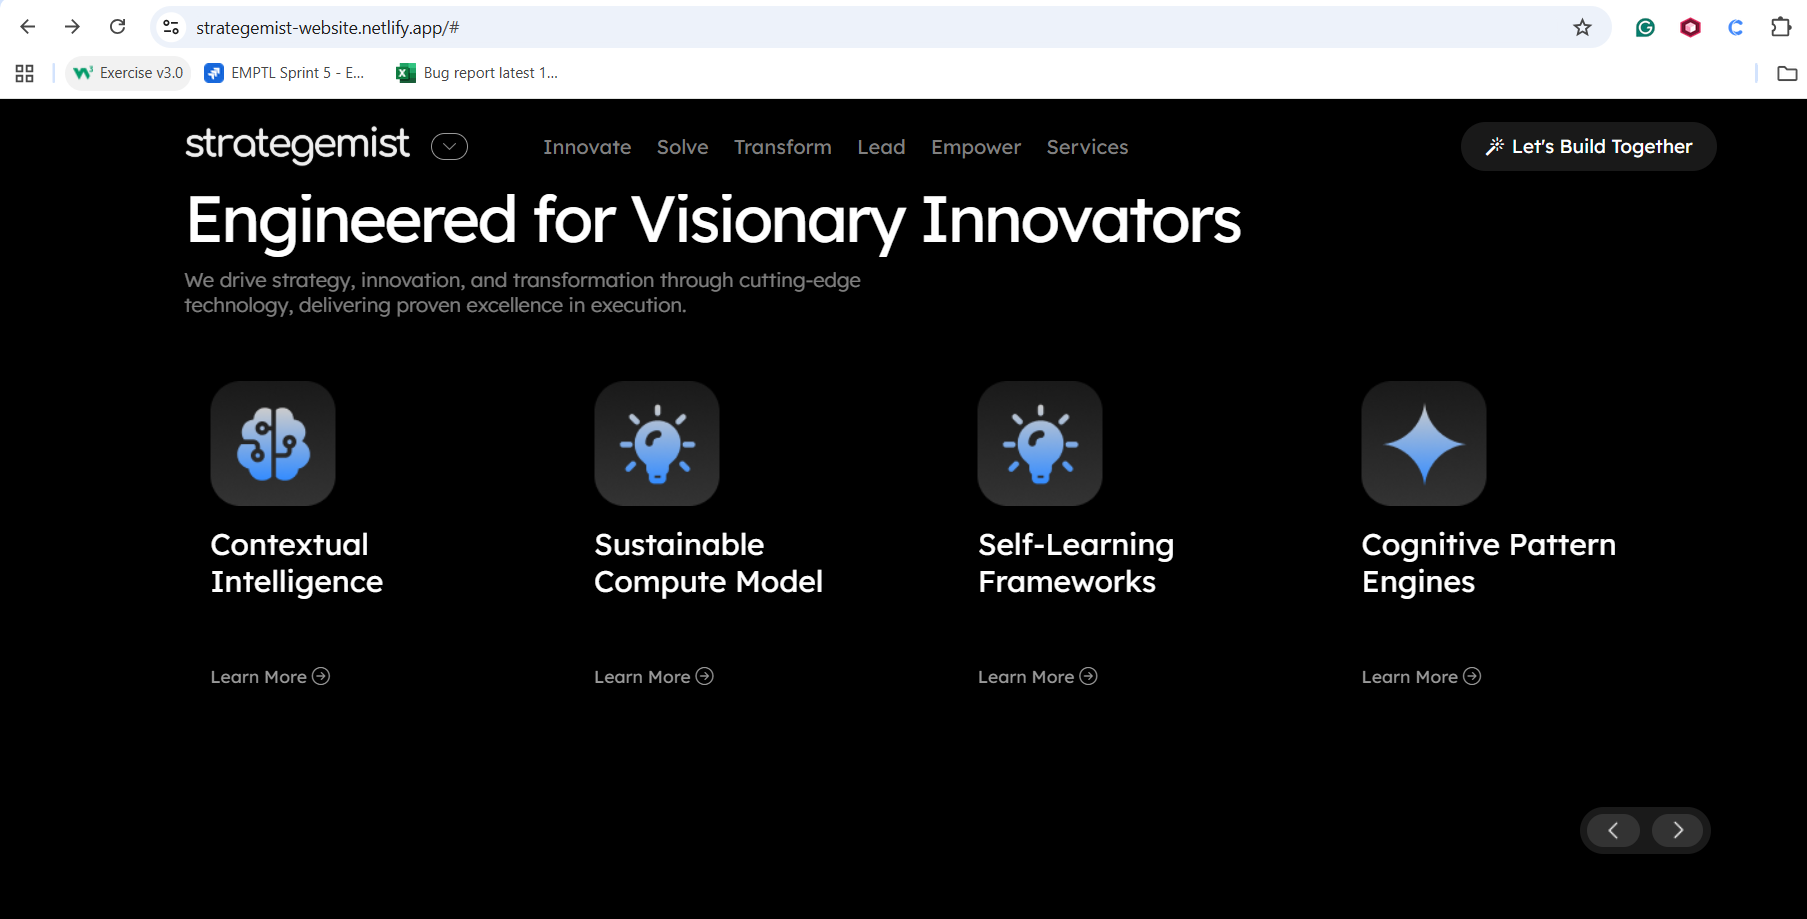 strategemist-website.netlify.app/#
Exercise v3.0
EMPTL Sprint 5 - E...
Bug report latest 1...
strategemist
Innovate
Solve
Transform
Lead
Empower
Services
Let's Build Together
Engineered for Visionary Innovators
We drive strategy, innovation, and transformation through cutting-edge
technology, delivering proven excellence in execution.
Contextual
Intelligence
Learn More
Sustainable
Compute Model
Learn More
Self-Learning
Frameworks
Learn More
Cognitive Pattern
Engines
Learn More